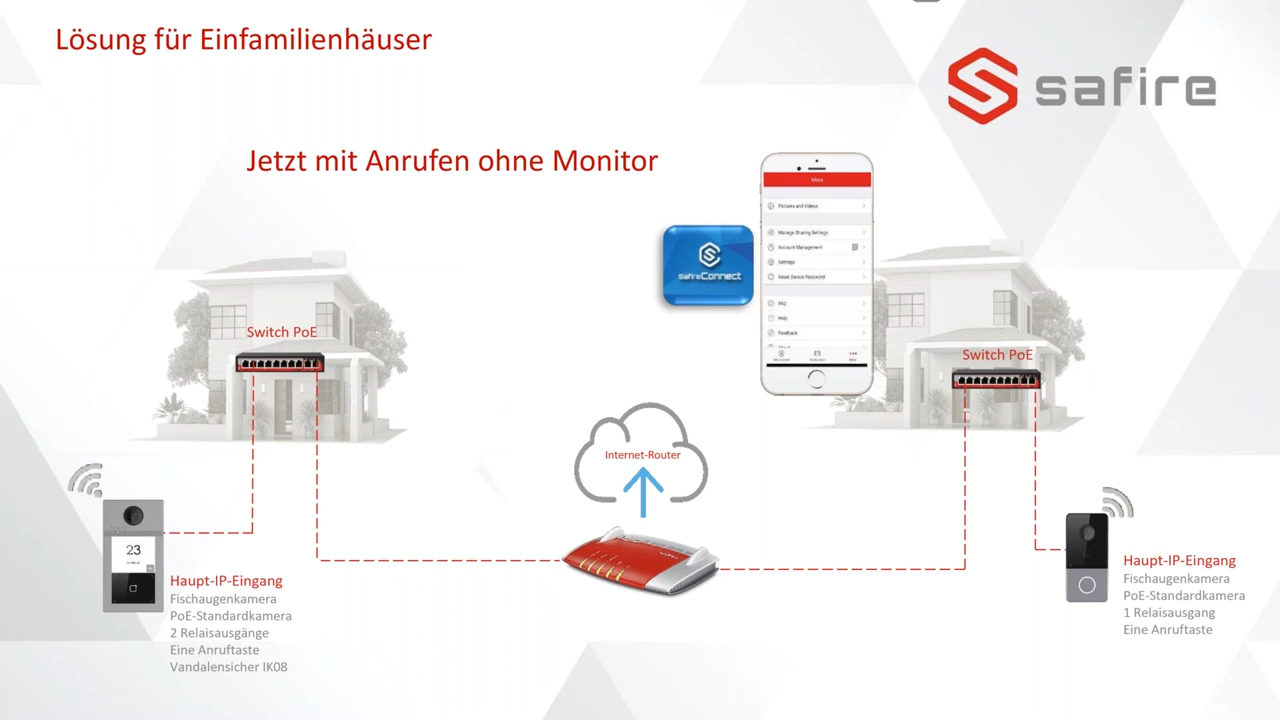 Lösung für Einfamilienhäuser
safire
Jetzt mit Anrufen ohne Monitor
More
Pictures and Videos
Manage Sharing Settings
Account Management
Settings
Reset Device Password
FAQ
Help
Feedback
More
safireConnect
Switch PoE
Switch PoE
Internet-Router
23
Haupt-IP-Eingang
Fischaugenkamera
PoE-Standardkamera
2 Relaisausgänge
Eine Anruftaste
Vandalensicher IK08
Haupt-IP-Eingang
Fischaugenkamera
PoE-Standardkamera
1 Relaisausgang
Eine Anruftaste